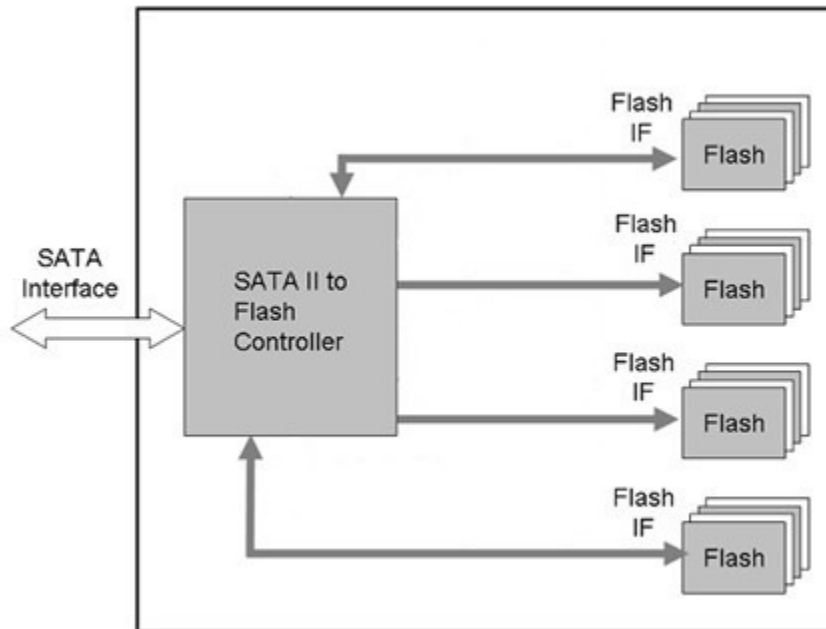 SATA
Interface
SATA II to
Flash
Controller
Flash
IF
Flash
Flash
IF
Flash
Flash
IF
Flash
Flash
IF
Flash